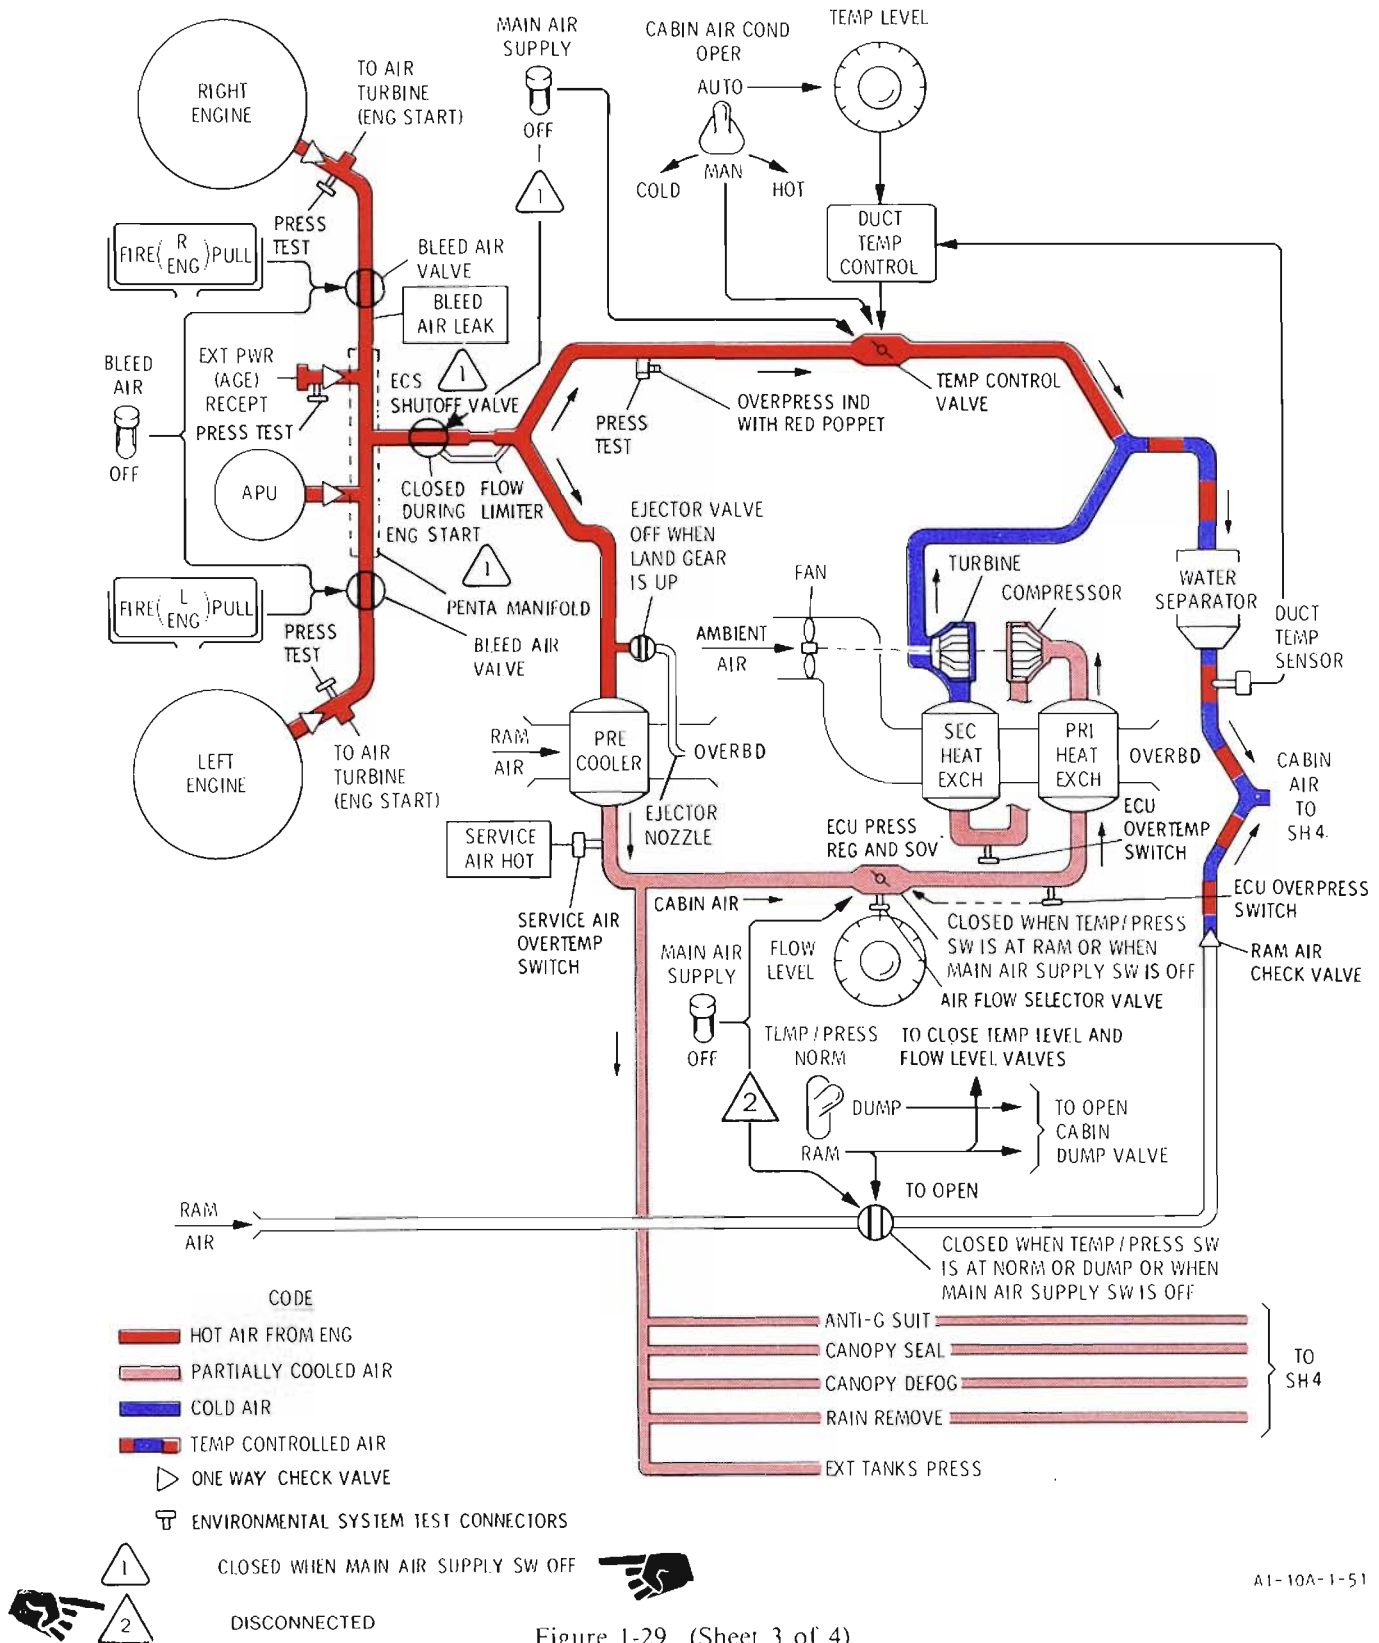 MAIN AIR
SUPPLY
OFF
1
CABIN AIR COND
OPER
AUTO
MAN
COLD
HOT
TEMP LEVEL
DUCT
TEMP
CONTROL
RIGHT
ENGINE
TO AIR
TURBINE
(ENG START)
PRESS
TEST
FIRE (R ENG) PULL
BLEED AIR
VALVE
BLEED
AIR LEAK
1
BLEED
AIR
OFF
EXT PWR
(AGE)
RECEPT
PRESS TEST
ECS
SHUTOFF VALVE
PRESS
TEST
OVERPRESS IND
WITH RED POPPET
TEMP CONTROL
VALVE
APU
CLOSED
DURING
ENG START
FLOW
LIMITER
1
EJECTOR VALVE
OFF WHEN
LAND GEAR
IS UP
FIRE (L ENG) PULL
PENTA MANIFOLD
BLEED AIR
VALVE
PRESS
TEST
LEFT
ENGINE
TO AIR
TURBINE
(ENG START)
FAN
AMBIENT
AIR
TURBINE
COMPRESSOR
WATER
SEPARATOR
DUCT
TEMP
SENSOR
RAM
AIR
PRE
COOLER
OVERBD
EJECTOR
NOZZLE
SEC
HEAT
EXCH
PRI
HEAT
EXCH
OVERBD
CABIN
AIR
TO
SH 4.
SERVICE
AIR HOT
SERVICE AIR
OVERTEMP
SWITCH
ECU PRESS
REG AND SOV
ECU
OVERTEMP
SWITCH
CABIN AIR
ECU OVERPRESS
SWITCH
MAIN AIR
SUPPLY
OFF
FLOW
LEVEL
CLOSED WHEN TEMP/PRESS
SW IS AT RAM OR WHEN
MAIN AIR SUPPLY SW IS OFF
AIR FLOW SELECTOR VALVE
RAM AIR
CHECK VALVE
2
TEMP/PRESS
NORM
DUMP
RAM
TO CLOSE TEMP LEVEL AND
FLOW LEVEL VALVES
TO OPEN
CABIN
DUMP VALVE
TO OPEN
RAM
AIR
CLOSED WHEN TEMP/PRESS SW
IS AT NORM OR DUMP OR WHEN
MAIN AIR SUPPLY SW IS OFF
ANTI-G SUIT
CANOPY SEAL
CANOPY DEFOG
RAIN REMOVE
EXT TANKS PRESS
TO
SH 4
CODE
HOT AIR FROM ENG
PARTIALLY COOLED AIR
COLD AIR
TEMP CONTROLLED AIR
ONE WAY CHECK VALVE
ENVIRONMENTAL SYSTEM TEST CONNECTORS
1 CLOSED WHEN MAIN AIR SUPPLY SW OFF
2 DISCONNECTED
A1-10A-1-51
Figure 1-29. (Sheet 3 of 4)